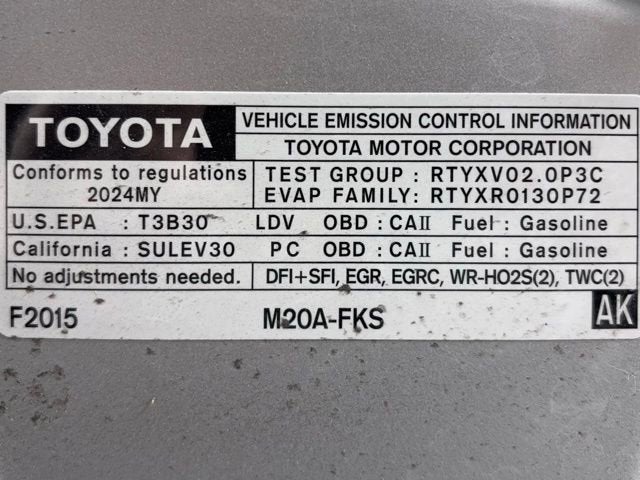 TOYOTA
VEHICLE EMISSION CONTROL INFORMATION
TOYOTA MOTOR CORPORATION
Conforms to regulations
2024MY
TEST GROUP : RTYXV02.0P3C
EVAP FAMILY: RTYXR0130P72
U.S.EPA : T3B30 LDV OBD : CAII Fuel : Gasoline
California : SULEV30 PC OBD : CAII Fuel : Gasoline
No adjustments needed. DFI+SFI, EGR, EGRC, WR-HO2S(2), TWC(2)
F2015 M20A-FKS AK